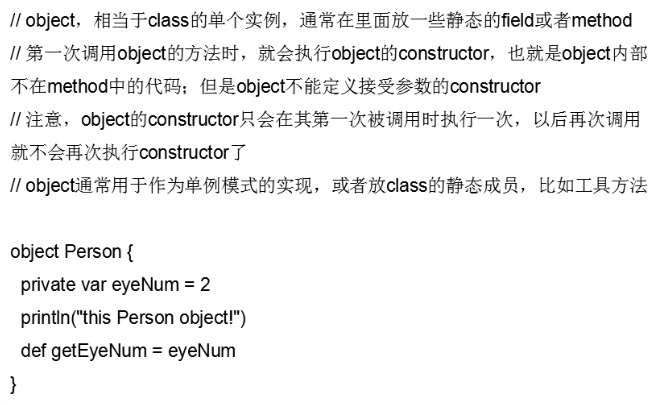 // object，相当于class的单个实例，通常在里面放一些静态的field或者method
// 第一次调用object的方法时，就会执行object的constructor，也就是object内部
不在method中的代码；但是object不能定义接受参数的constructor
// 注意，object的constructor只会在其第一次被调用时执行一次，以后再次调用
就不会再次执行constructor了
// object通常用于作为单例模式的实现，或者放class的静态成员，比如工具方法
object Person {
  private var eyeNum = 2
  println("this Person object!")
  def getEyeNum = eyeNum
}